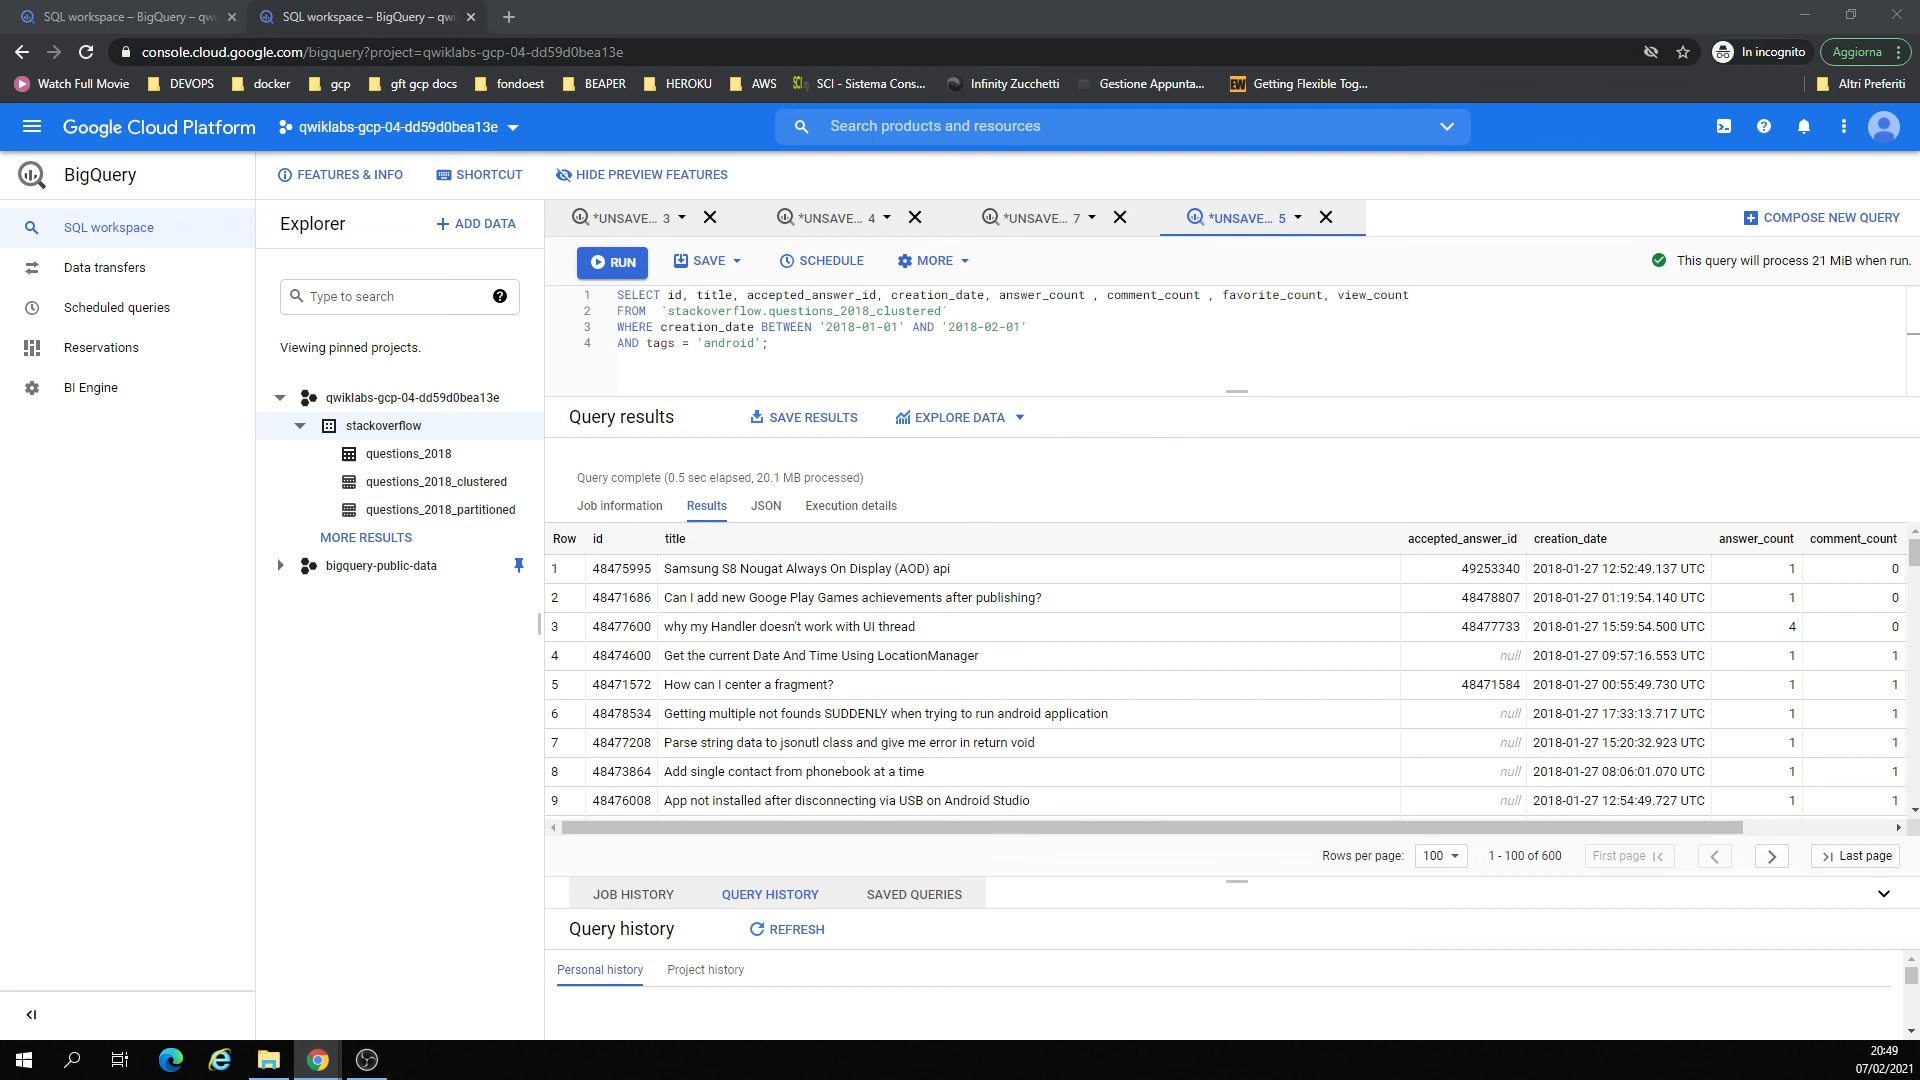 SQL workspace – BigQuery – qwi
SQL workspace – BigQuery – qwi
console.cloud.google.com/bigquery?project=qwiklabs-gcp-04-dd59d0bea13e
In incognito
Aggiorna
Watch Full Movie
DEVOPS
docker
gcp
gft gcp docs
fondoest
BEAPER
HEROKU
AWS
SCI - Sistema Cons...
Infinity Zucchetti
Gestione Appunta...
EW Getting Flexible Tog...
Altri Preferiti
Google Cloud Platform
qwiklabs-gcp-04-dd59d0bea13e
Search products and resources
BigQuery
FEATURES & INFO
SHORTCUT
HIDE PREVIEW FEATURES
SQL workspace
Data transfers
Scheduled queries
Reservations
BI Engine
Explorer
ADD DATA
Type to search
Viewing pinned projects.
qwiklabs-gcp-04-dd59d0bea13e
stackoverflow
questions_2018
questions_2018_clustered
questions_2018_partitioned
MORE RESULTS
bigquery-public-data
*UNSAVE... 3
*UNSAVE... 4
*UNSAVE... 7
*UNSAVE... 5
COMPOSE NEW QUERY
RUN
SAVE
SCHEDULE
MORE
This query will process 21 MiB when run.
1 SELECT id, title, accepted_answer_id, creation_date, answer_count , comment_count , favorite_count, view_count
2 FROM `stackoverflow.questions_2018_clustered`
3 WHERE creation_date BETWEEN '2018-01-01' AND '2018-02-01'
4 AND tags = 'android';
Query results
SAVE RESULTS
EXPLORE DATA
Query complete (0.5 sec elapsed, 20.1 MB processed)
Job information
Results
JSON
Execution details
Row id title accepted_answer_id creation_date answer_count comment_count
1 48475995 Samsung S8 Nougat Always On Display (AOD) api 49253340 2018-01-27 12:52:49.137 UTC 1 0
2 48471686 Can I add new Googe Play Games achievements after publishing? 48478807 2018-01-27 01:19:54.140 UTC 1 0
3 48477600 why my Handler doesn't work with UI thread 48477733 2018-01-27 15:59:54.500 UTC 4 0
4 48474600 Get the current Date And Time Using LocationManager null 2018-01-27 09:57:16.553 UTC 1 1
5 48471572 How can I center a fragment? 48471584 2018-01-27 00:55:49.730 UTC 1 1
6 48478534 Getting multiple not founds SUDDENLY when trying to run android application null 2018-01-27 17:33:13.717 UTC 1 1
7 48477208 Parse string data to jsonutl class and give me error in return void null 2018-01-27 15:20:32.923 UTC 1 1
8 48473864 Add single contact from phonebook at a time null 2018-01-27 08:06:01.070 UTC 1 1
9 48476008 App not installed after disconnecting via USB on Android Studio null 2018-01-27 12:54:49.727 UTC 1 1
Rows per page: 100
1 - 100 of 600
First page
Last page
JOB HISTORY
QUERY HISTORY
SAVED QUERIES
Query history
REFRESH
Personal history
Project history
20:49
07/02/2021